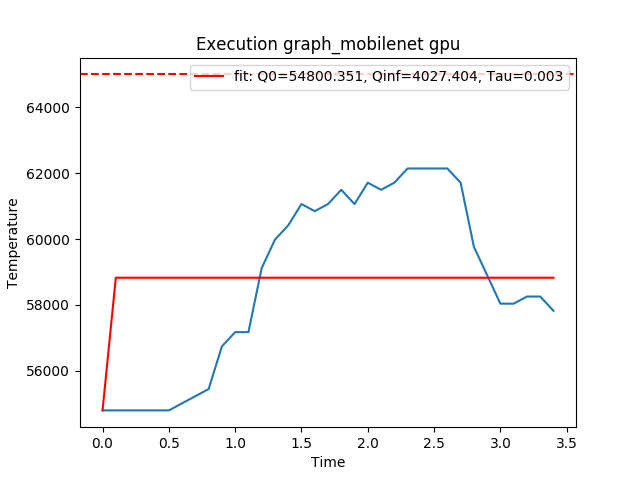 Execution graph_mobilenet gpu
fit: Q0=54800.351, Qinf=4027.404, Tau=0.003
64000
62000
60000
58000
56000
Temperature
0.0 0.5 1.0 1.5 2.0 2.5 3.0 3.5
Time